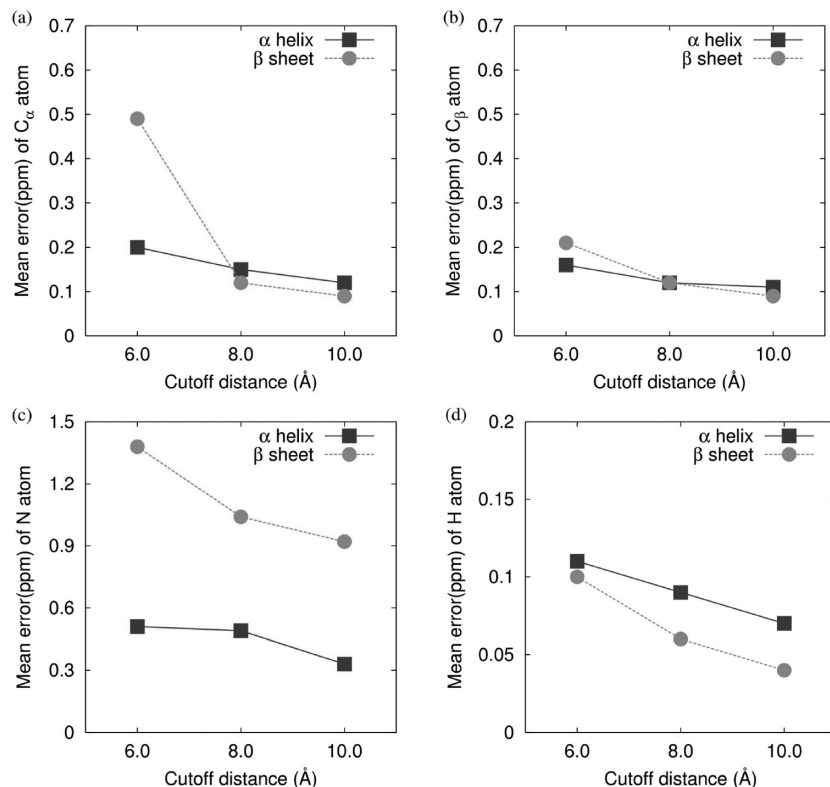 (a)
α helix
β sheet
Mean error(ppm) of Cα atom
0.7
0.6
0.5
0.4
0.3
0.2
0.1
0
6.0 8.0 10.0
Cutoff distance (Å)
(b)
α helix
β sheet
Mean error(ppm) of Cβ atom
0.7
0.6
0.5
0.4
0.3
0.2
0.1
0
6.0 8.0 10.0
Cutoff distance (Å)
(c)
α helix
β sheet
Mean error(ppm) of N atom
1.5
1.2
0.9
0.6
0.3
0
6.0 8.0 10.0
Cutoff distance (Å)
(d)
α helix
β sheet
Mean error(ppm) of H atom
0.2
0.15
0.1
0.05
0
6.0 8.0 10.0
Cutoff distance (Å)